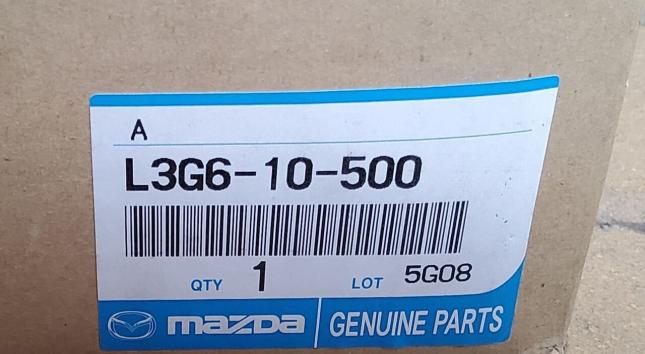 A
L3G6-10-500
QTY 1 LOT 5G08
mazDa GENUINE PARTS